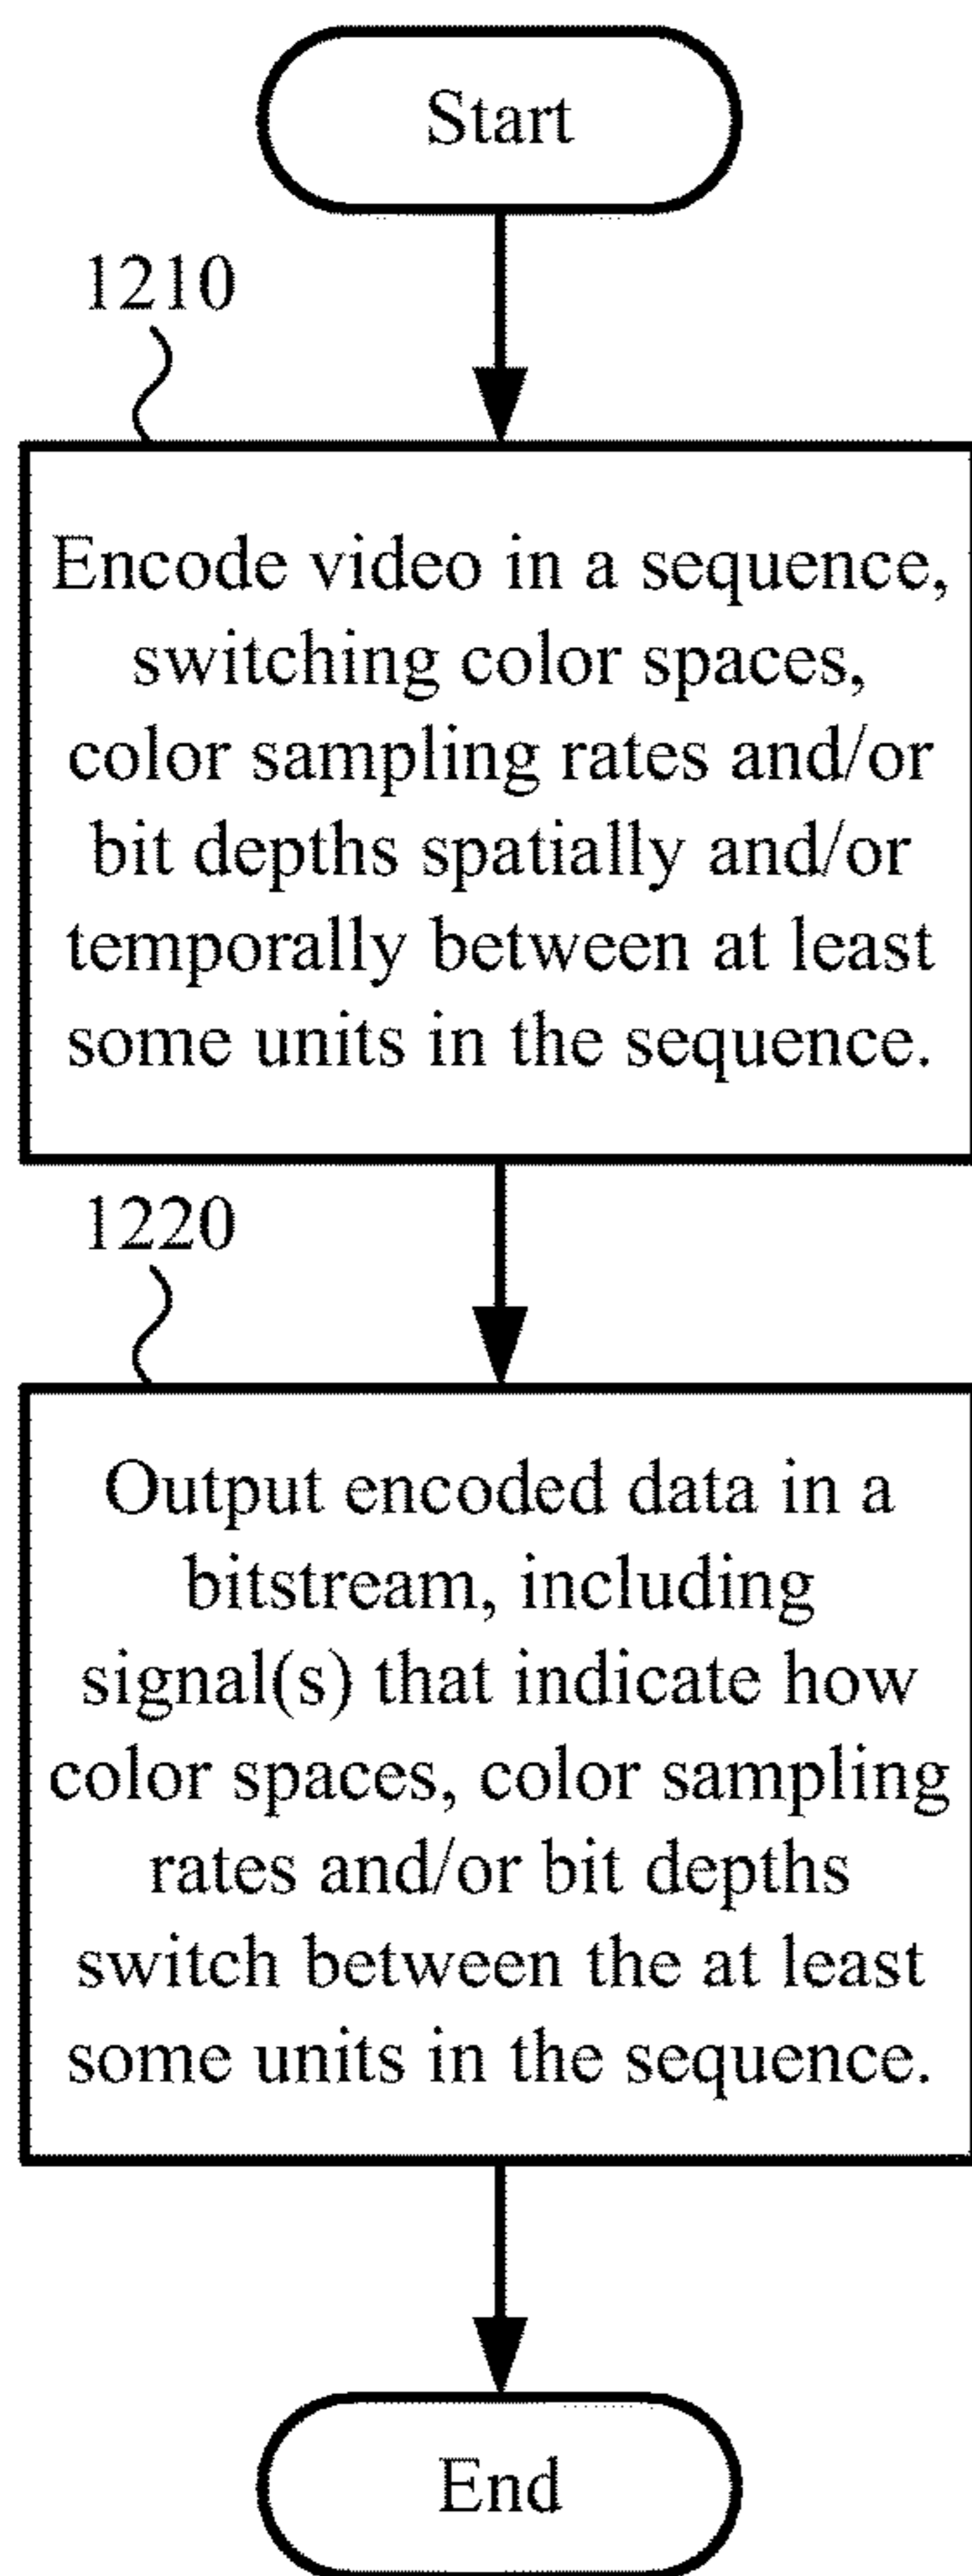 Start
1210
Encode video in a sequence,
switching color spaces,
color sampling rates and/or
bit depths spatially and/or
temporally between at least
some units in the sequence.
1220
Output encoded data in a
bitstream, including
signal(s) that indicate how
color spaces, color sampling
rates and/or bit depths
switch between the at least
some units in the sequence.
End